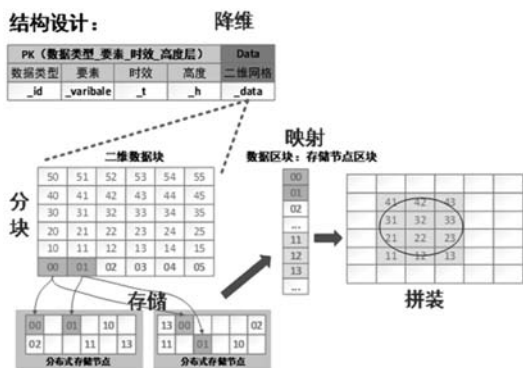 结构设计： 降维
PK（数据类型_要素_时效_高度层） Data
数据类型 要素 时效 高度 二维网格
_id _varibale _t _h _data
映射
二维数据块
数据区块：存储节点区块
分块
50 51 52 53 54 55
40 41 42 43 44 45
30 31 32 33 34 35
20 21 22 23 24 25
10 11 12 13 14 15
00 01 02 03 04 05
00
01
02
...
11
12
13
...
41 42 43
31 32 33
21 22 23
11 12 13
拼装
存储
00 01 10
02 11 13
分布式存储节点
13 00 02
11 01 10
分布式存储节点